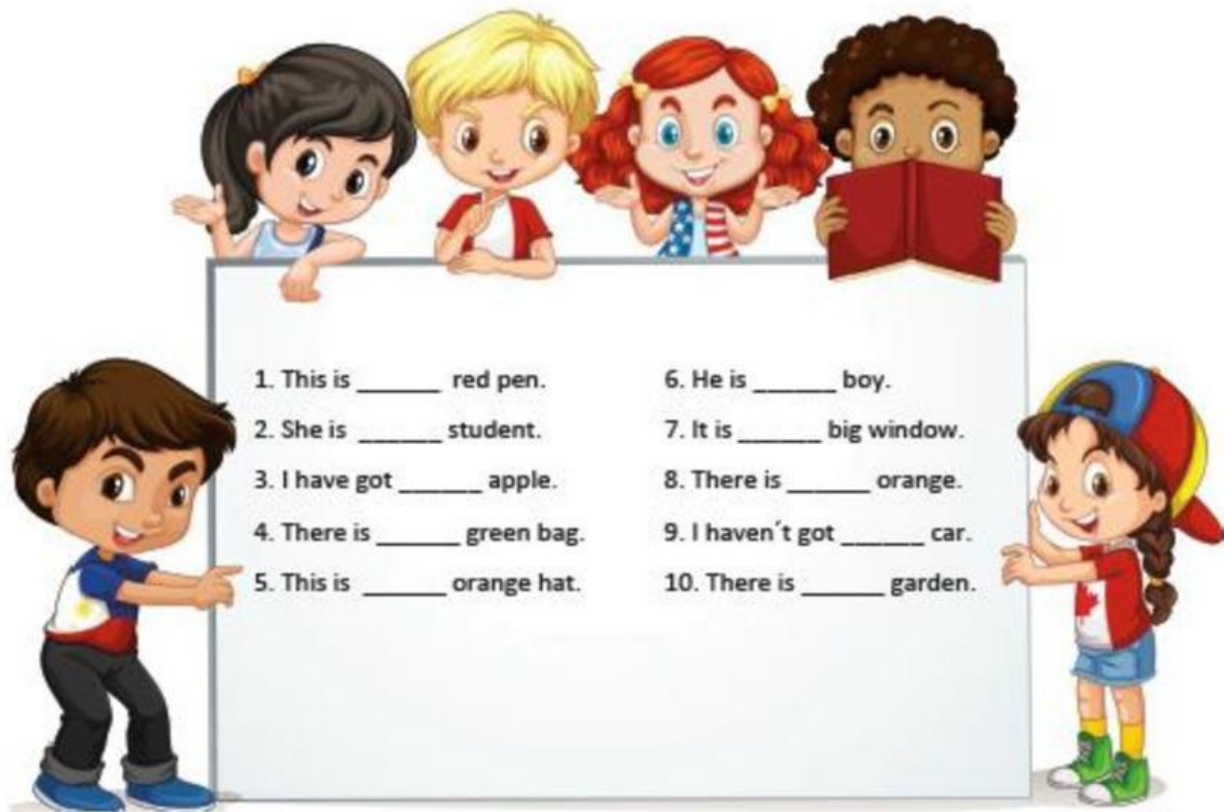 1. This is ______ red pen.
2. She is ______ student.
3. I have got ______ apple.
4. There is ______ green bag.
5. This is ______ orange hat.
6. He is ______ boy.
7. It is ______ big window.
8. There is ______ orange.
9. I haven´t got ______ car.
10. There is ______ garden.